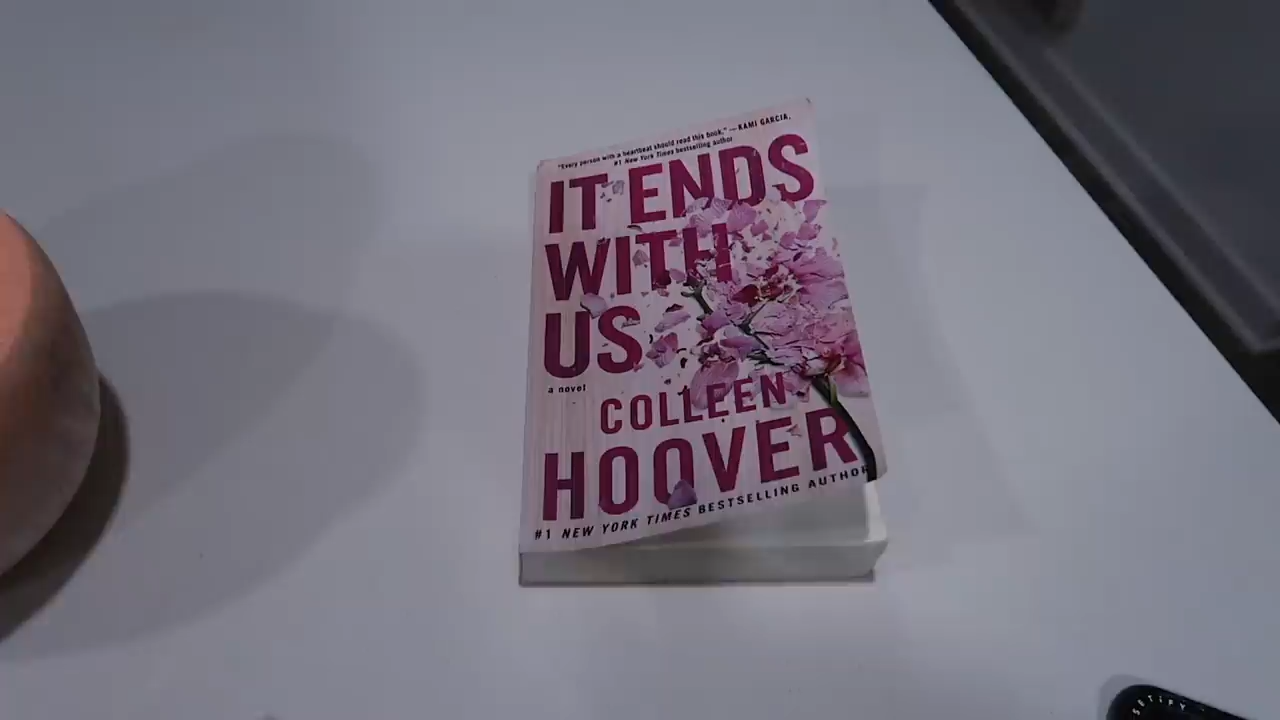 "Every person with a heartbeat should read this book." —KAMI GARCIA,
#1 New York Times bestselling author
IT ENDS
WITH
US
a novel
COLLEEN
HOOVER
#1 NEW YORK TIMES BESTSELLING AUTHOR